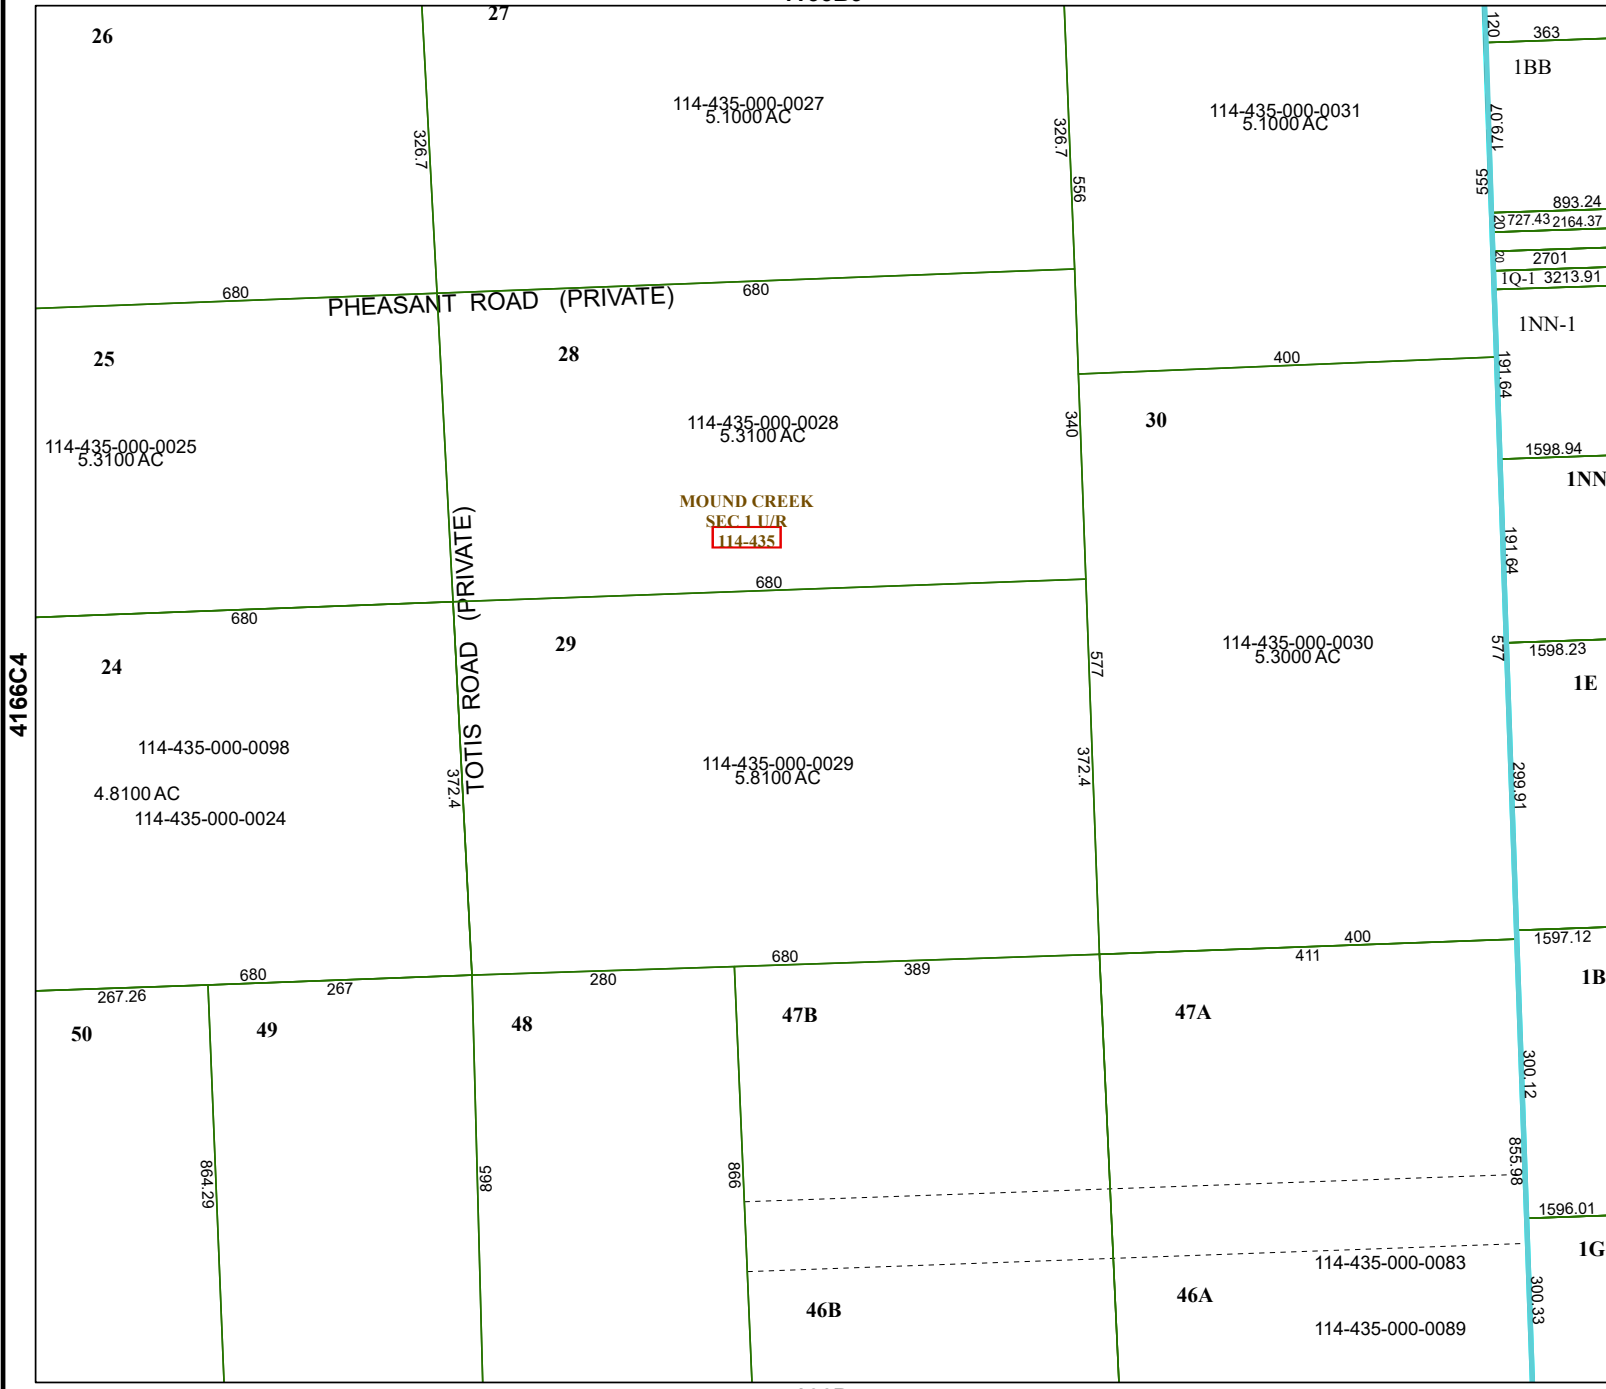 26
27
120
363
1BB
114-435-000-0027
5.1000 AC
114-435-000-0031
5.1000 AC
326.7
326.7
179.07
556
555
893.24
20
727.43
2164.37
20
2701
1Q-1
3213.91
680
PHEASANT ROAD (PRIVATE)
680
1NN-1
25
28
400
191.64
114-435-000-0025
5.3100 AC
114-435-000-0028
5.3100 AC
340
30
1598.94
1NN
MOUND CREEK
SEC 1 U/R
114-435
TOTIS ROAD (PRIVATE)
191.64
680
680
24
29
577
114-435-000-0030
5.3000 AC
577
1598.23
1E
4166C4
114-435-000-0098
4.8100 AC
114-435-000-0024
372.4
114-435-000-0029
5.8100 AC
372.4
299.91
680
267.26
267
280
680
389
400
411
1597.12
1B
50
49
48
47B
47A
300.12
864.29
598
866
855.98
1596.01
1G
114-435-000-0083
46B
46A
300.33
114-435-000-0089